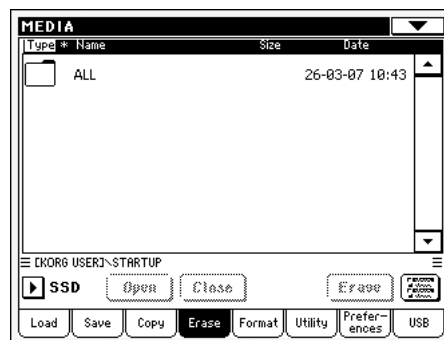 MEDIA
Type * Name Size Date
ALL 26-03-07 10:43
[KORG USER]\STARTUP
SSD Open Close Erase
Load Save Copy Erase Format Utility Prefer-ences USB